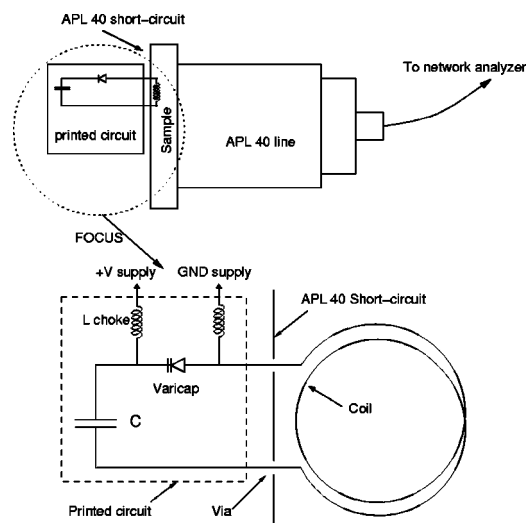 APL 40 short-circuit
To network analyzer
printed circuit
Sample
APL 40 line
FOCUS
+V supply
GND supply
APL 40 Short-circuit
L choke
Varicap
C
Coil
Printed circuit
Via